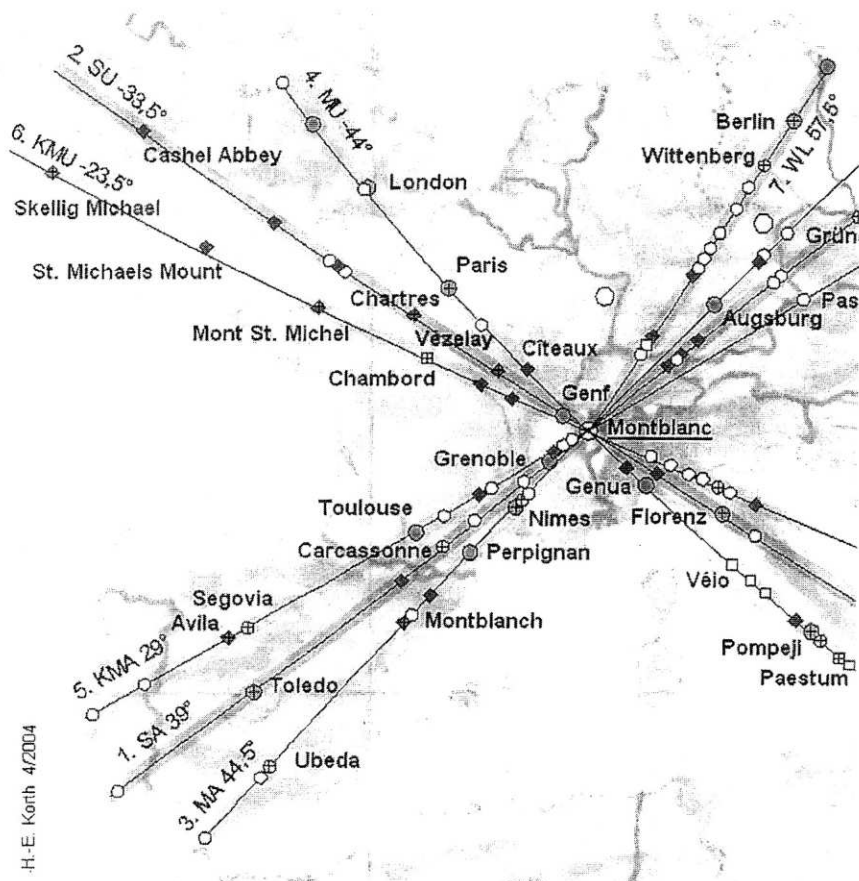 2. SU -33,5°
4. MU -44°
Berlin
Wittenberg
7. WL 57,5°
Cashel Abbey
6. KMU -23,5°
London
Skellig Michael
Grün
St. Michaels Mount
Paris
Pas
Chartres
Augsburg
Mont St. Michel
Vézelay
Cîteaux
Chambord
Genf
Montblanc
Grenoble
Genua
Toulouse
Florenz
Nimes
Carcassonne
Perpignan
Véio
Segovia
Avila
Montblanch
Pompeji
5. KMA 29°
Toledo
Paestum
1. SA 39°
Ubeda
3. MA 44,5°
H.-E. Korth 4/2004